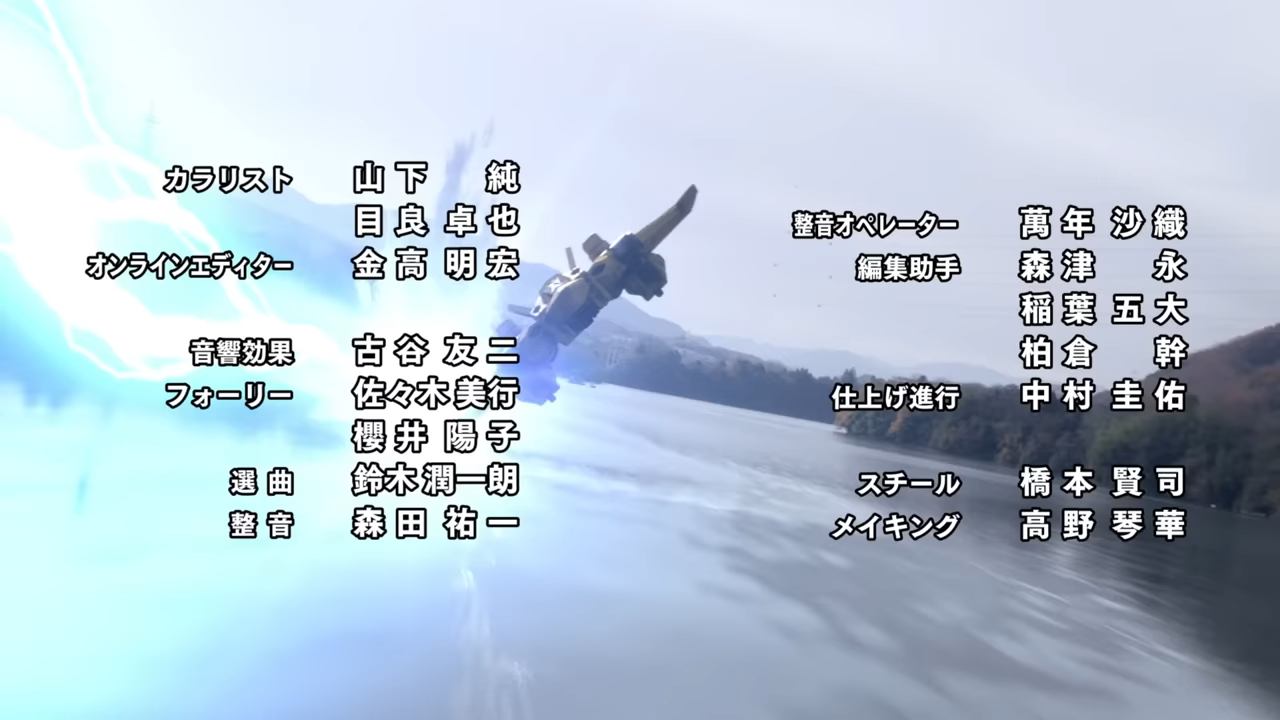 カラリスト 山下 純
目良卓也
オンラインエディター 金高明宏
音響効果 古谷友二
フォーリー 佐々木美行
櫻井陽子
選曲 鈴木潤一朗
整音 森田祐一
整音オペレーター 萬年沙織
編集助手 森津 永
稲葉五大
柏倉 幹
仕上げ進行 中村圭佑
スチール 橋本賢司
メイキング 高野琴華